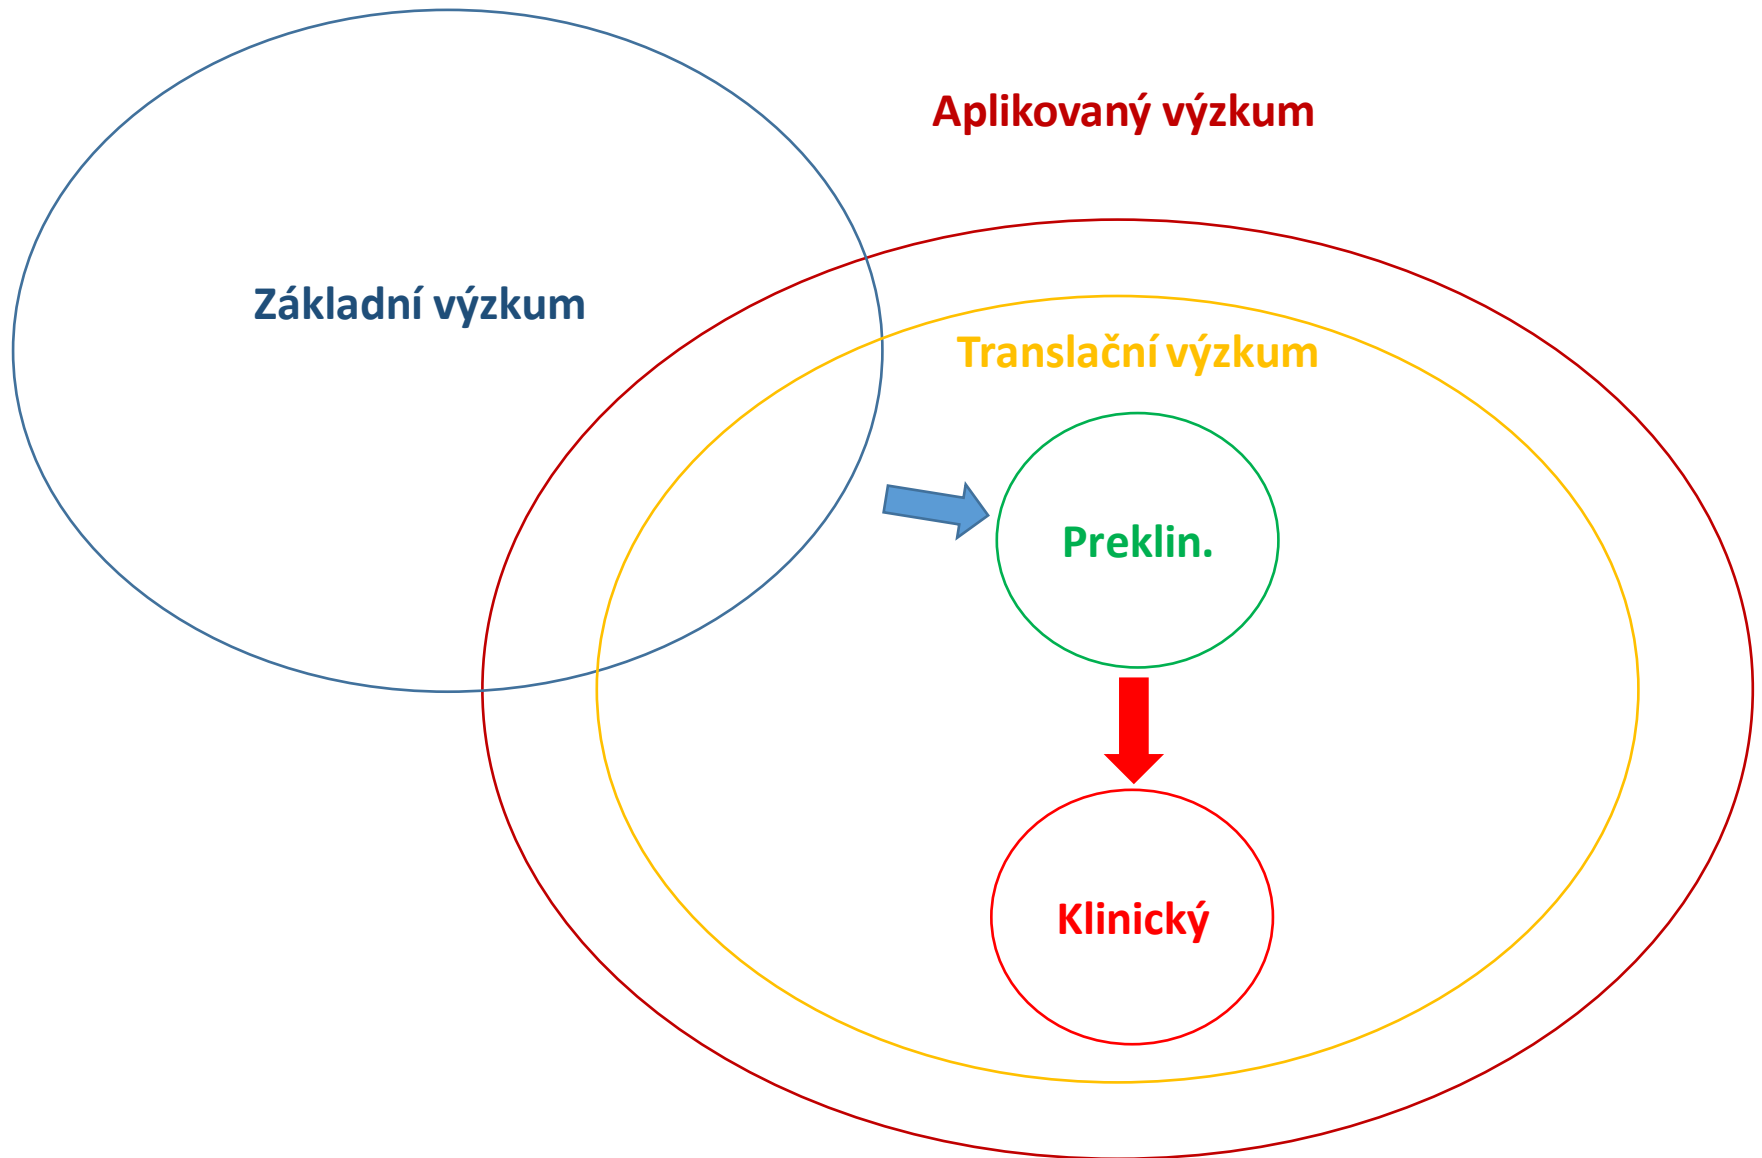 Aplikovaný výzkum
Základní výzkum
Translační výzkum
Preklin.
Klinický